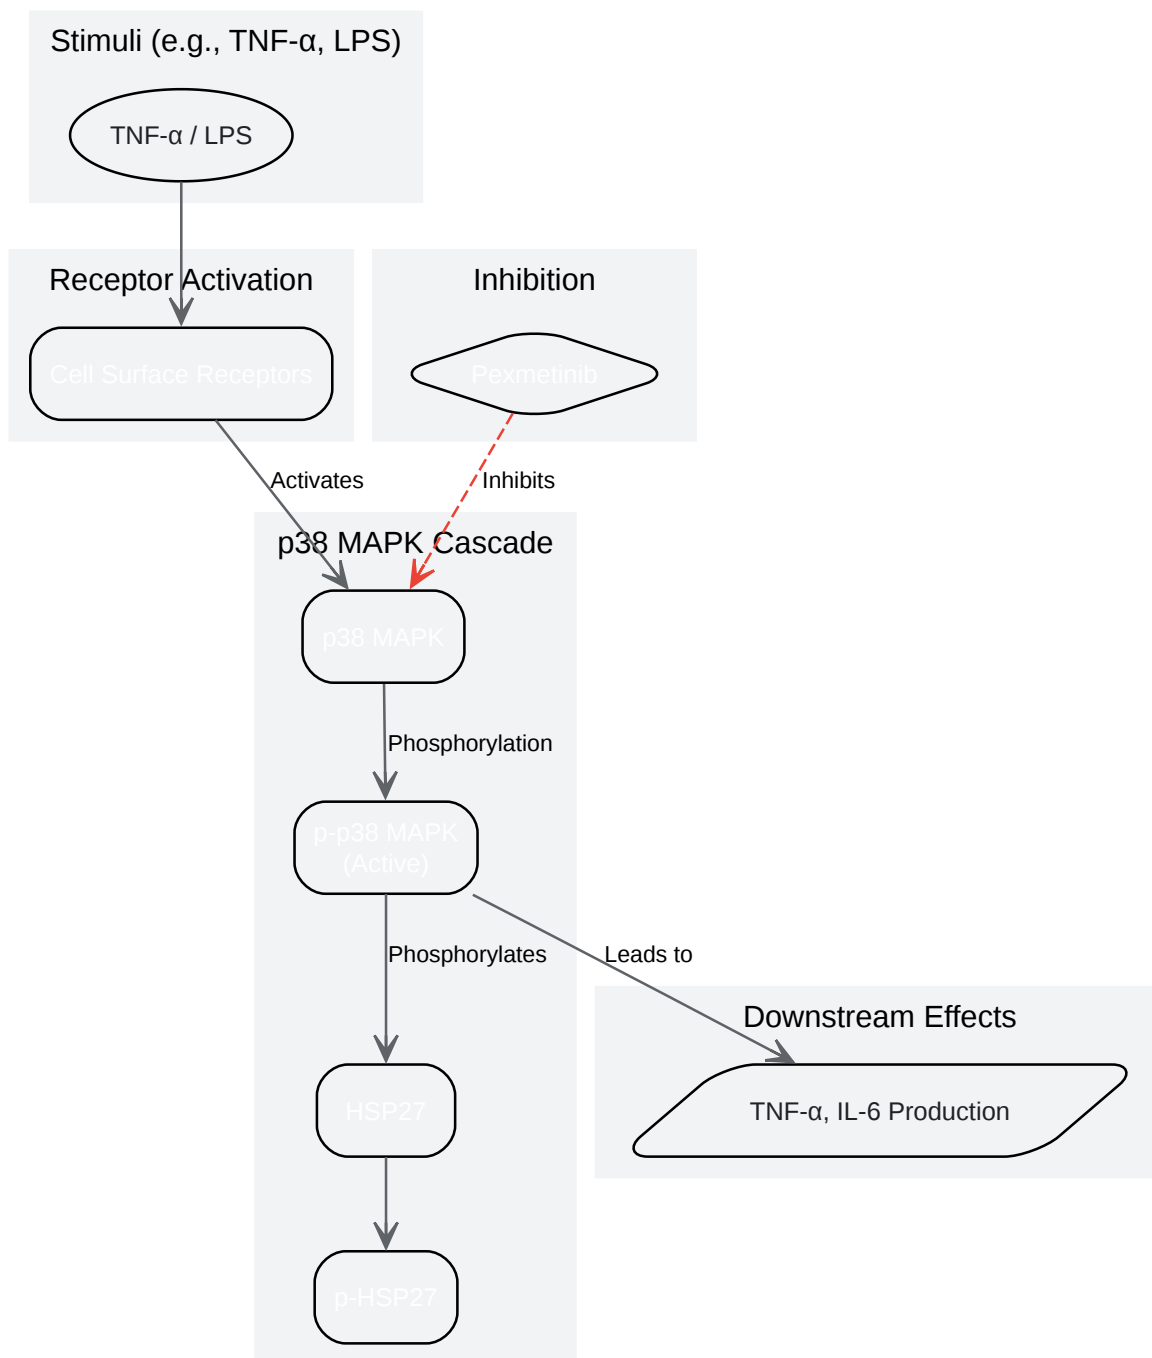 Stimuli (e.g., TNF-α, LPS)
TNF-α / LPS
Receptor Activation
Cell Surface Receptors
Inhibition
Pexmetinib
Activates
Inhibits
p38 MAPK Cascade
p38 MAPK
Phosphorylation
p-p38 MAPK
(Active)
Phosphorylates
Leads to
Downstream Effects
TNF-α, IL-6 Production
HSP27
p-HSP27